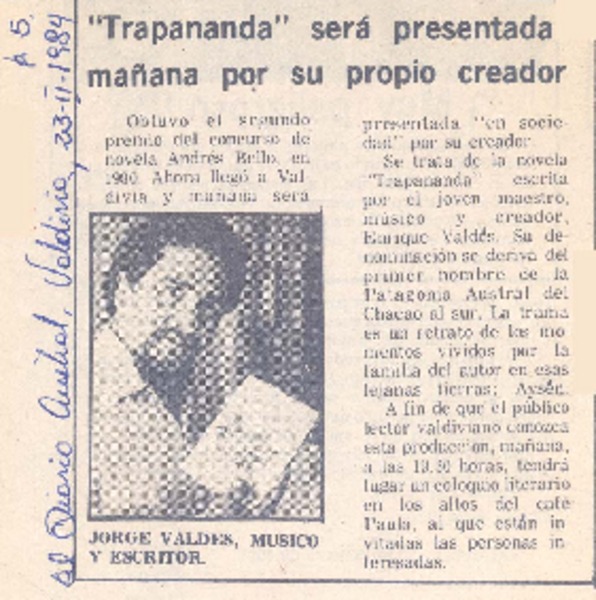 "Trapananda" será presentada
mañana por su propio creador
Obtuvo el segundo
premio del concurso de
novela Andrés Bello, en
1980. Ahora llegó a Val-
divia y mañana será
JORGE VALDES, MUSICO
Y ESCRITOR.
presentada "en socie-
dad" por su creador.
Se trata de la novela
"Trapananda" escrita
por el joven maestro,
músico y creador,
Enrique Valdés. Su de-
nominación se deriva del
primer nombre de la
Patagonia Austral del
Chacao al sur. La trama
es un retrato de los mo-
mentos vividos por la
familia del autor en esas
lejanas tierras: Aysén.
A fin de que el público
lector valdiviano conozca
esta producción, mañana,
a las 19.30 horas, tendrá
lugar un coloquio literario
en los altos del café
Paula, al que están in-
vitadas las personas in-
teresadas.
El Diario Austral, Valdivia, 23-II-1984
p 5.